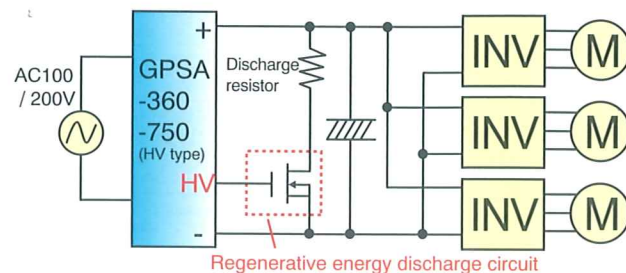 +
AC100
/ 200V
GPSA
-360
-750
(HV type)
HV
-
Discharge
resistor
INV
M
INV
M
INV
M
Regenerative energy discharge circuit